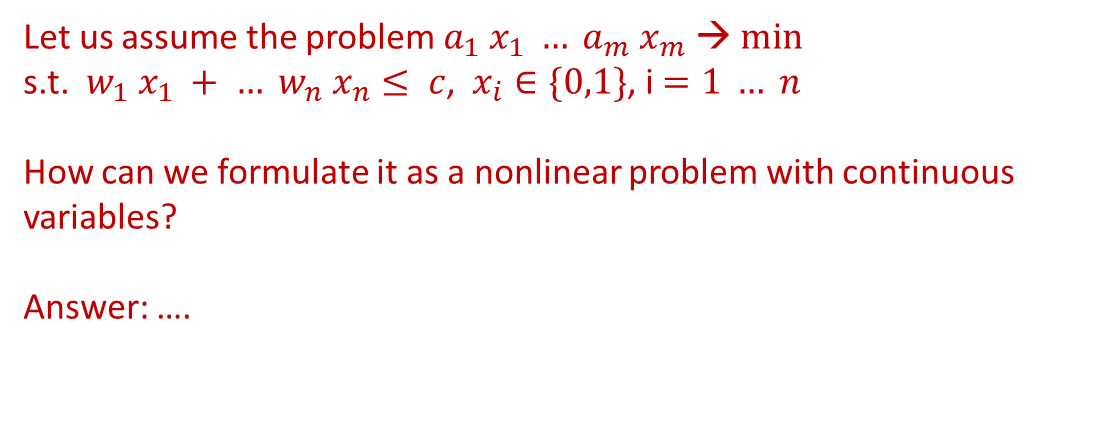 Let us assume the problem a₁ x₁ … aₘ xₘ → min
s.t. w₁ x₁ + … wₙ xₙ ≤ c, xᵢ ∈ {0,1}, i = 1 … n
How can we formulate it as a nonlinear problem with continuous
variables?
Answer: ....